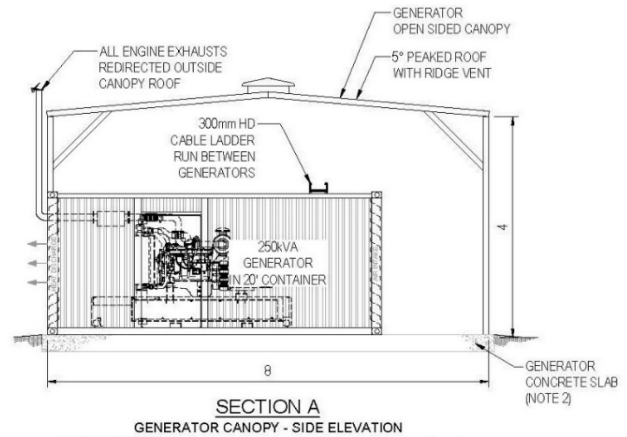 GENERATOR
OPEN SIDED CANOPY
ALL ENGINE EXHAUSTS
REDIRECTED OUTSIDE
CANOPY ROOF
5° PEAKED ROOF
WITH RIDGE VENT
300mm HD
CABLE LADDER
RUN BETWEEN
GENERATORS
4
250kVA
GENERATOR
IN 20' CONTAINER
8
GENERATOR
CONCRETE SLAB
(NOTE 2)
SECTION A
GENERATOR CANOPY - SIDE ELEVATION